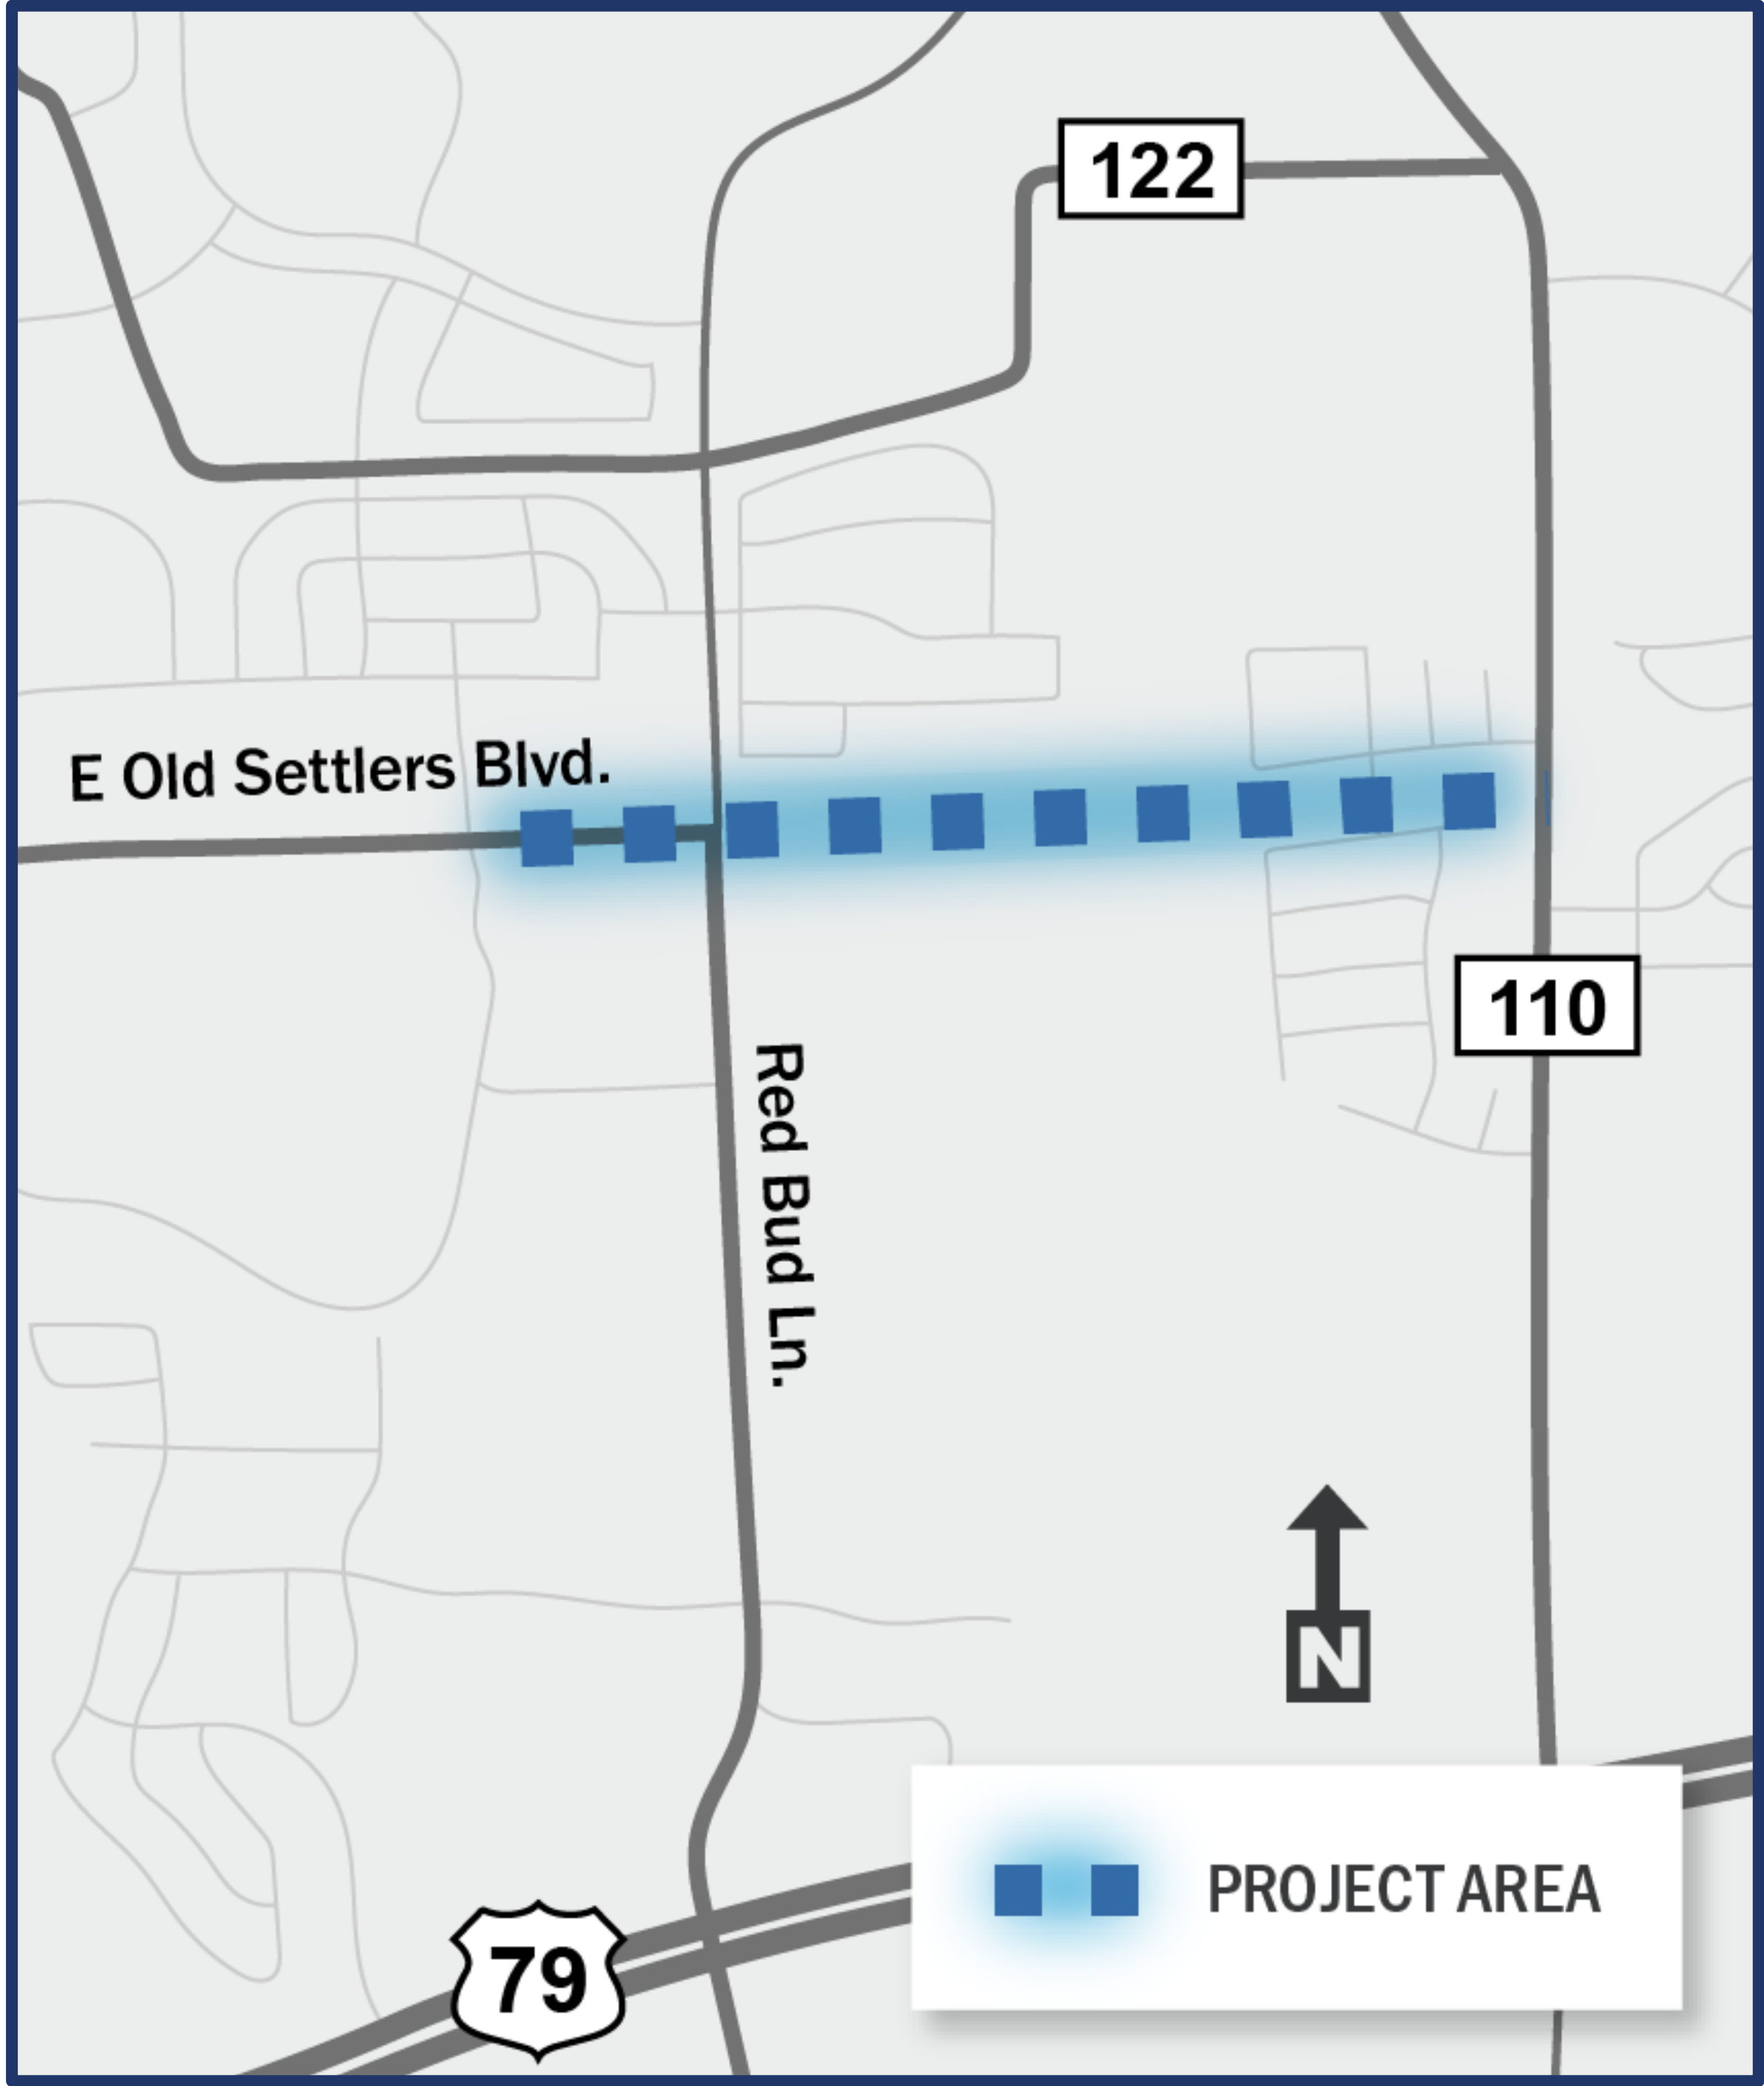 122
E Old Settlers Blvd.
110
Red Bud Ln.
N
PROJECT AREA
79